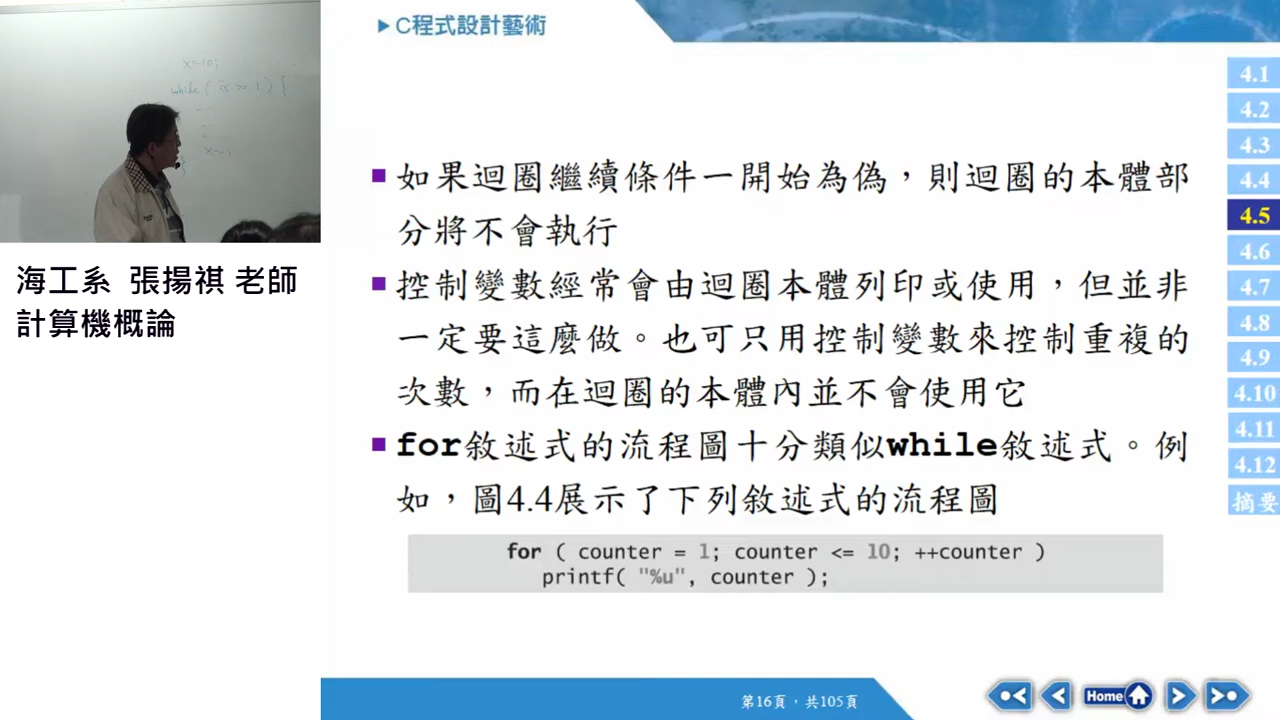 x=10;
while ( x >= 1 ) {
x--;
}
海工系 張揚祺 老師
計算機概論
C程式設計藝術
如果迴圈繼續條件一開始為偽，則迴圈的本體部
分將不會執行
控制變數經常會由迴圈本體列印或使用，但並非
一定要這麼做。也可只用控制變數來控制重複的
次數，而在迴圈的本體內並不會使用它
for敘述式的流程圖十分類似while敘述式。例
如，圖4.4展示了下列敘述式的流程圖
for ( counter = 1; counter <= 10; ++counter )
printf( "%u", counter );
4.1
4.2
4.3
4.4
4.5
4.6
4.7
4.8
4.9
4.10
4.11
4.12
摘要
第16頁，共105頁
Home